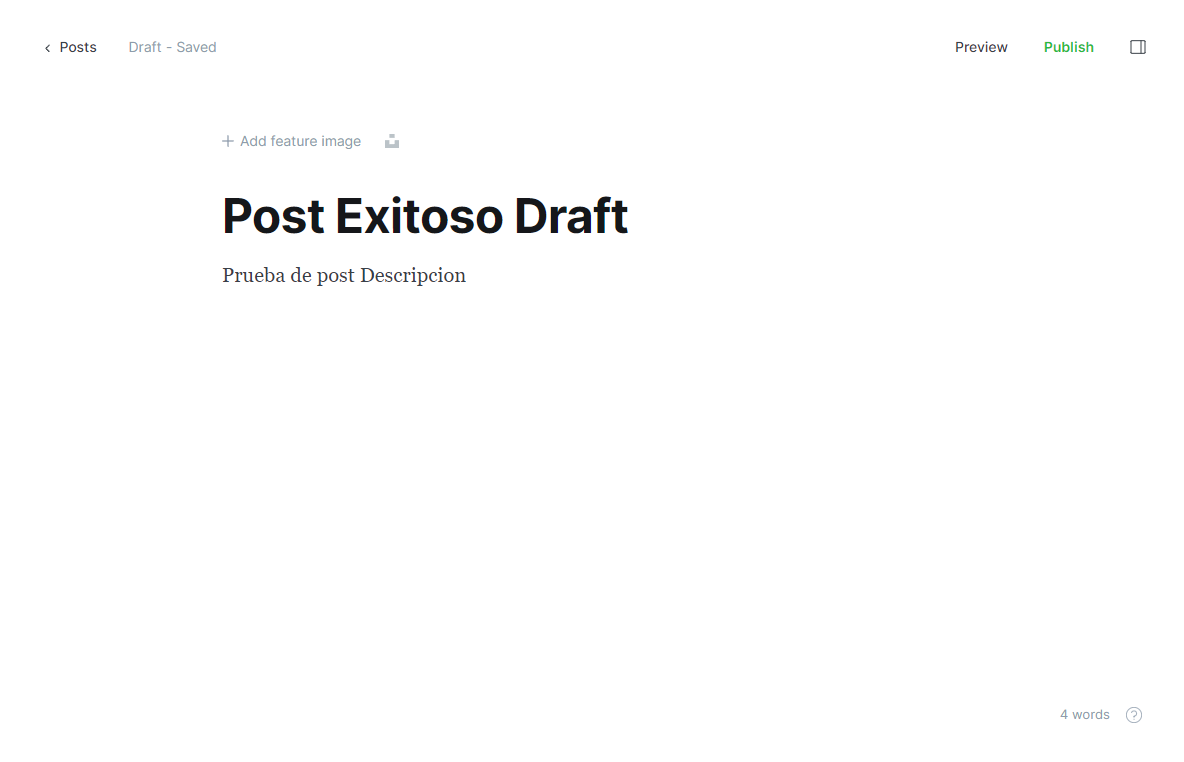 Posts Draft - Saved Preview Publish
Add feature image
Post Exitoso Draft
Prueba de post Descripcion
4 words ?